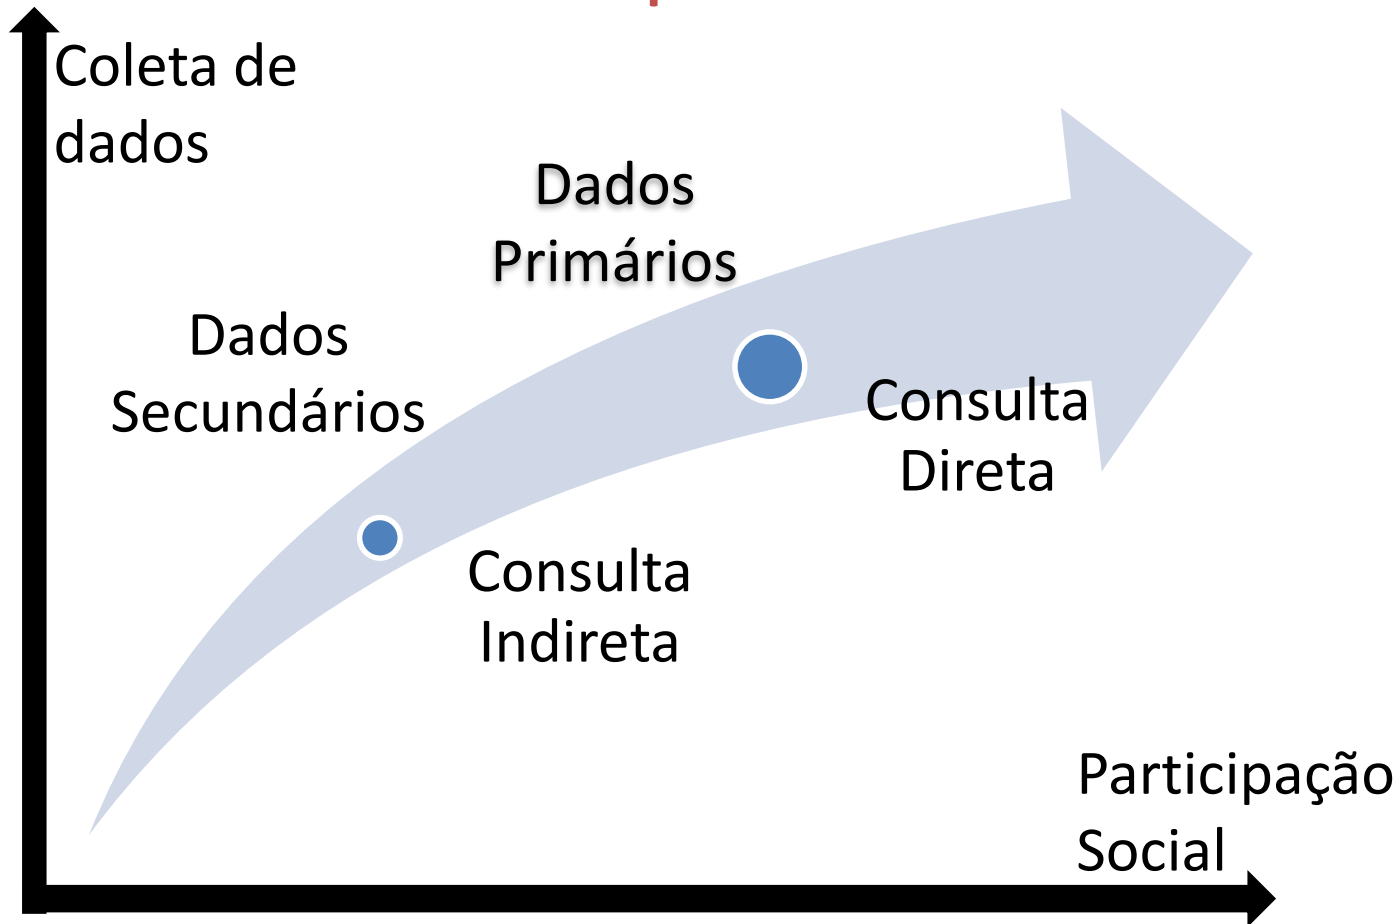 Coleta de
dados
Dados
Primários
Dados
Secundários
Consulta
Direta
Consulta
Indireta
Participação
Social